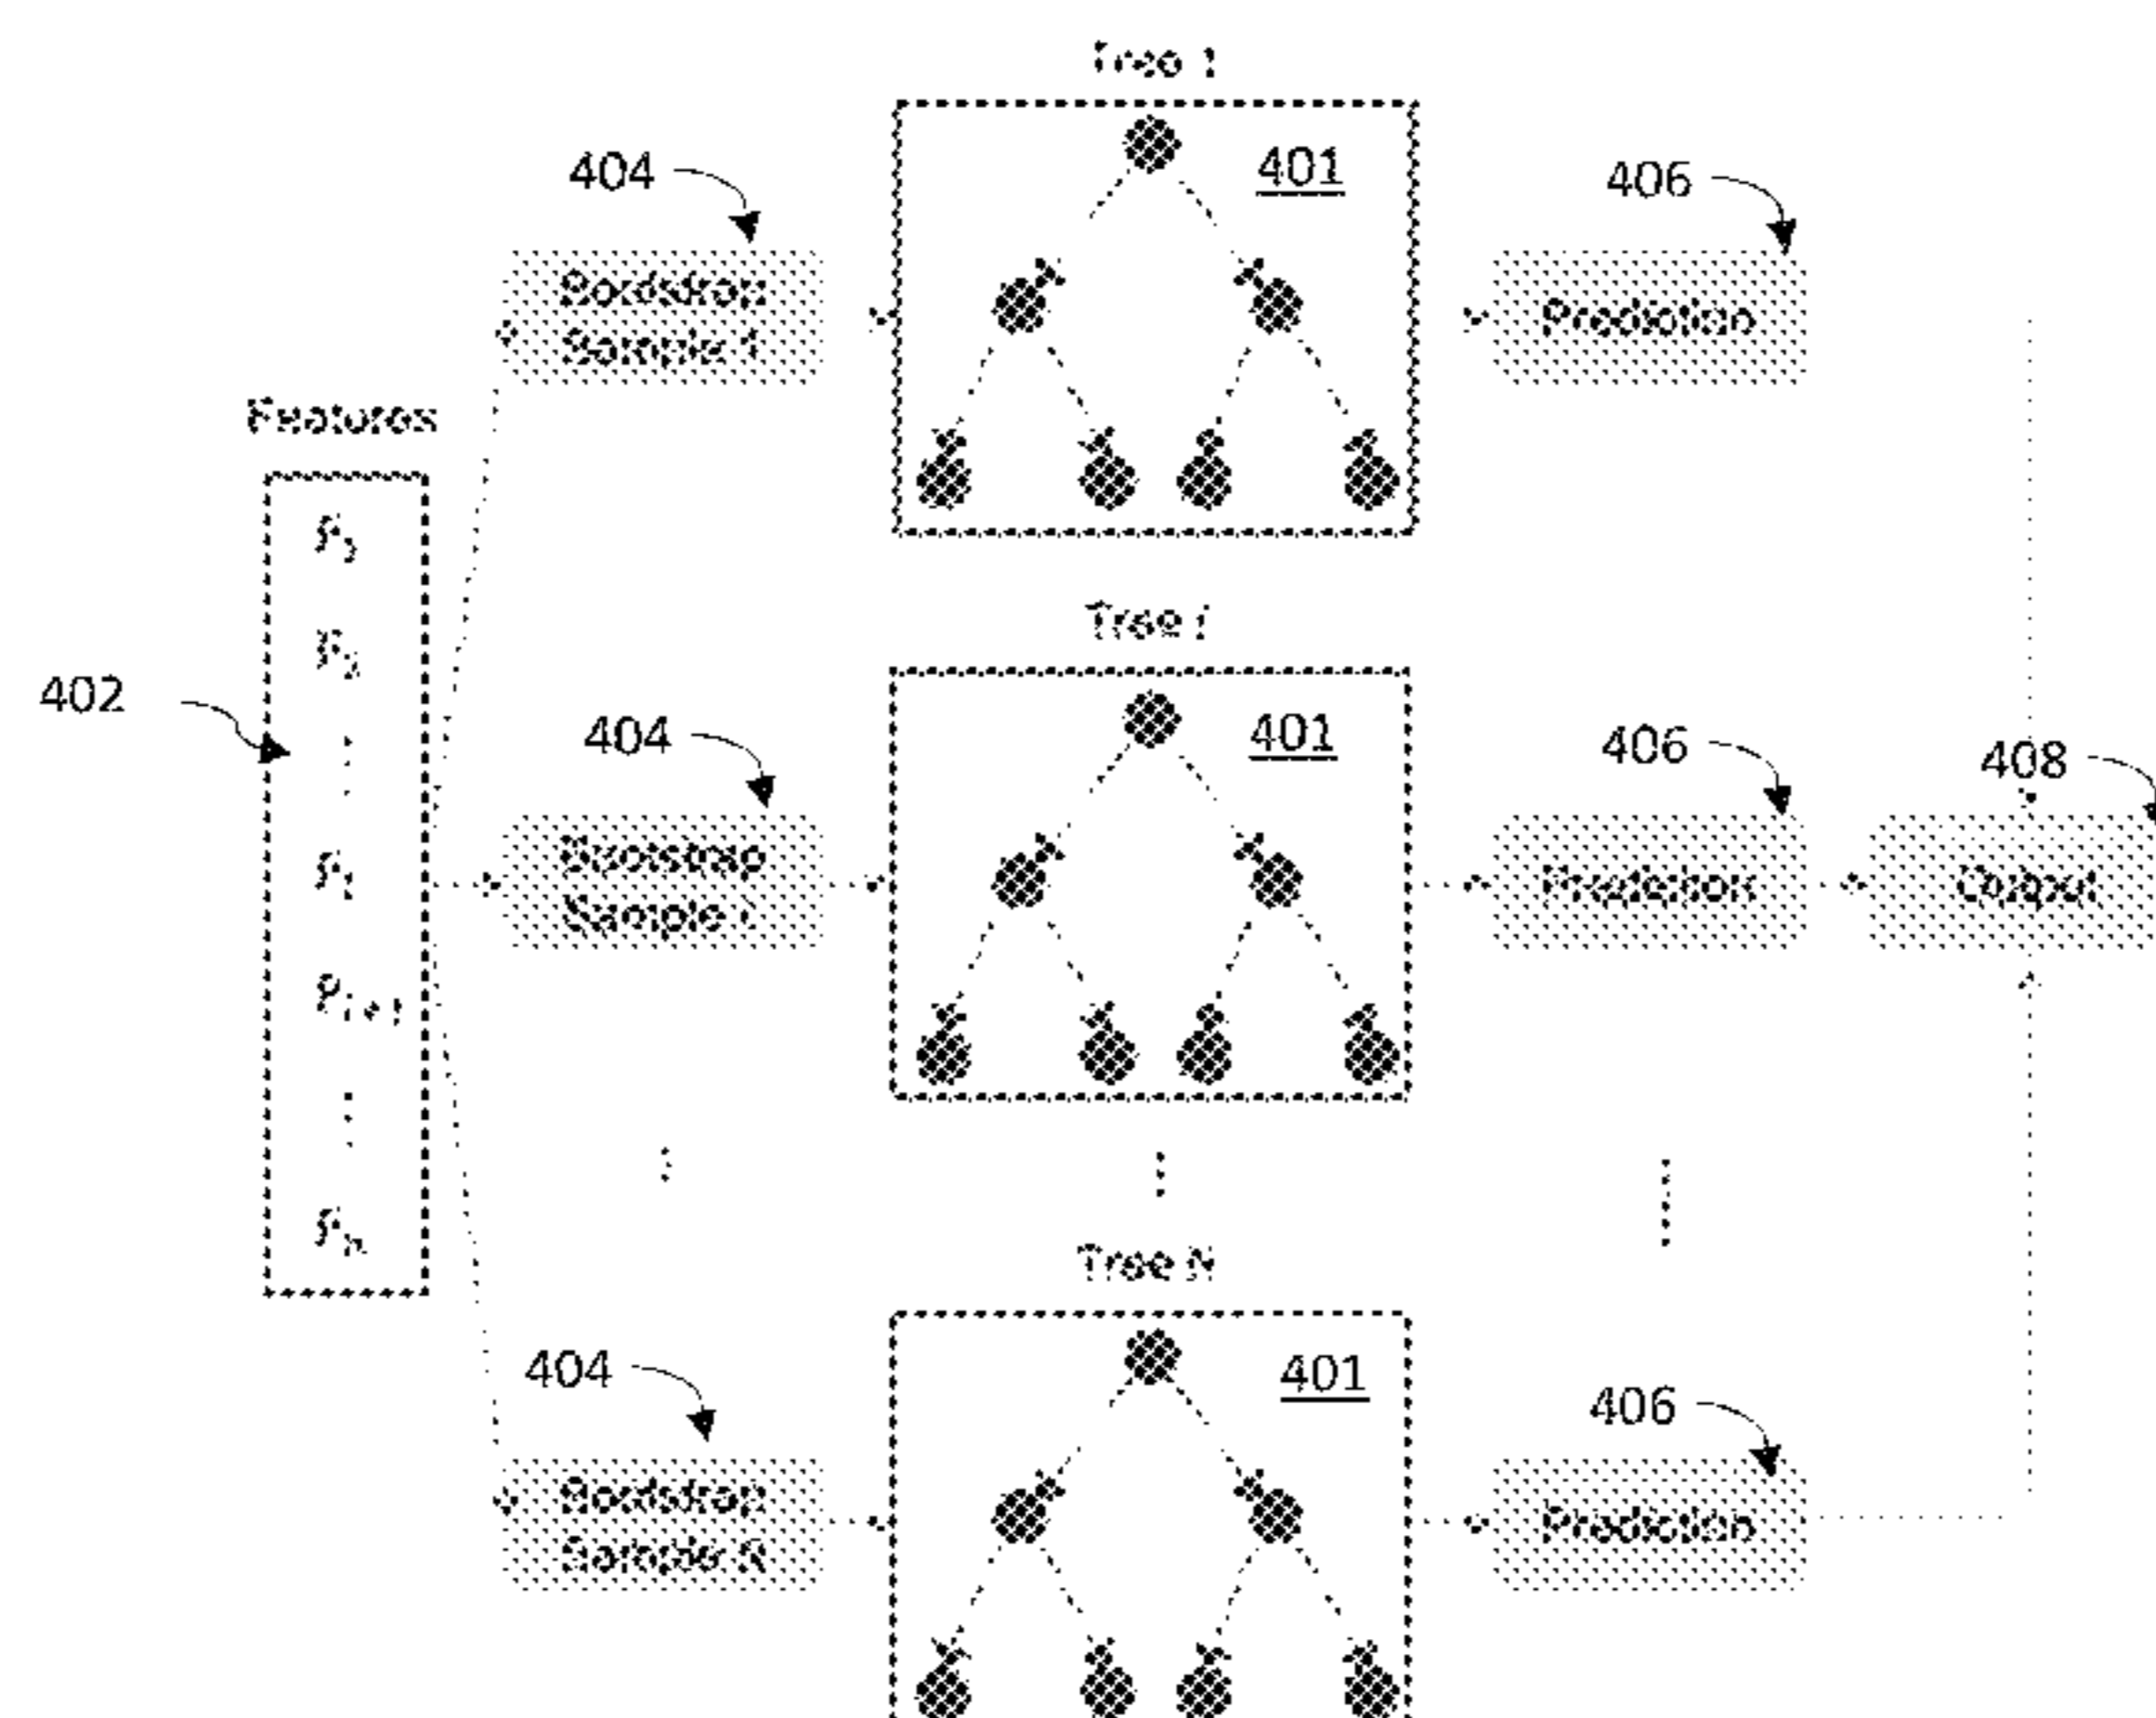 Tree 1
404
401
406
Bootstrap
Sample 1
Prediction
Features
F1
F2
Tree i
402
404
401
406
408
Bootstrap
Sample i
Prediction
Output
Fi
Fi+1
Fn
Tree N
404
401
406
Bootstrap
Sample N
Prediction